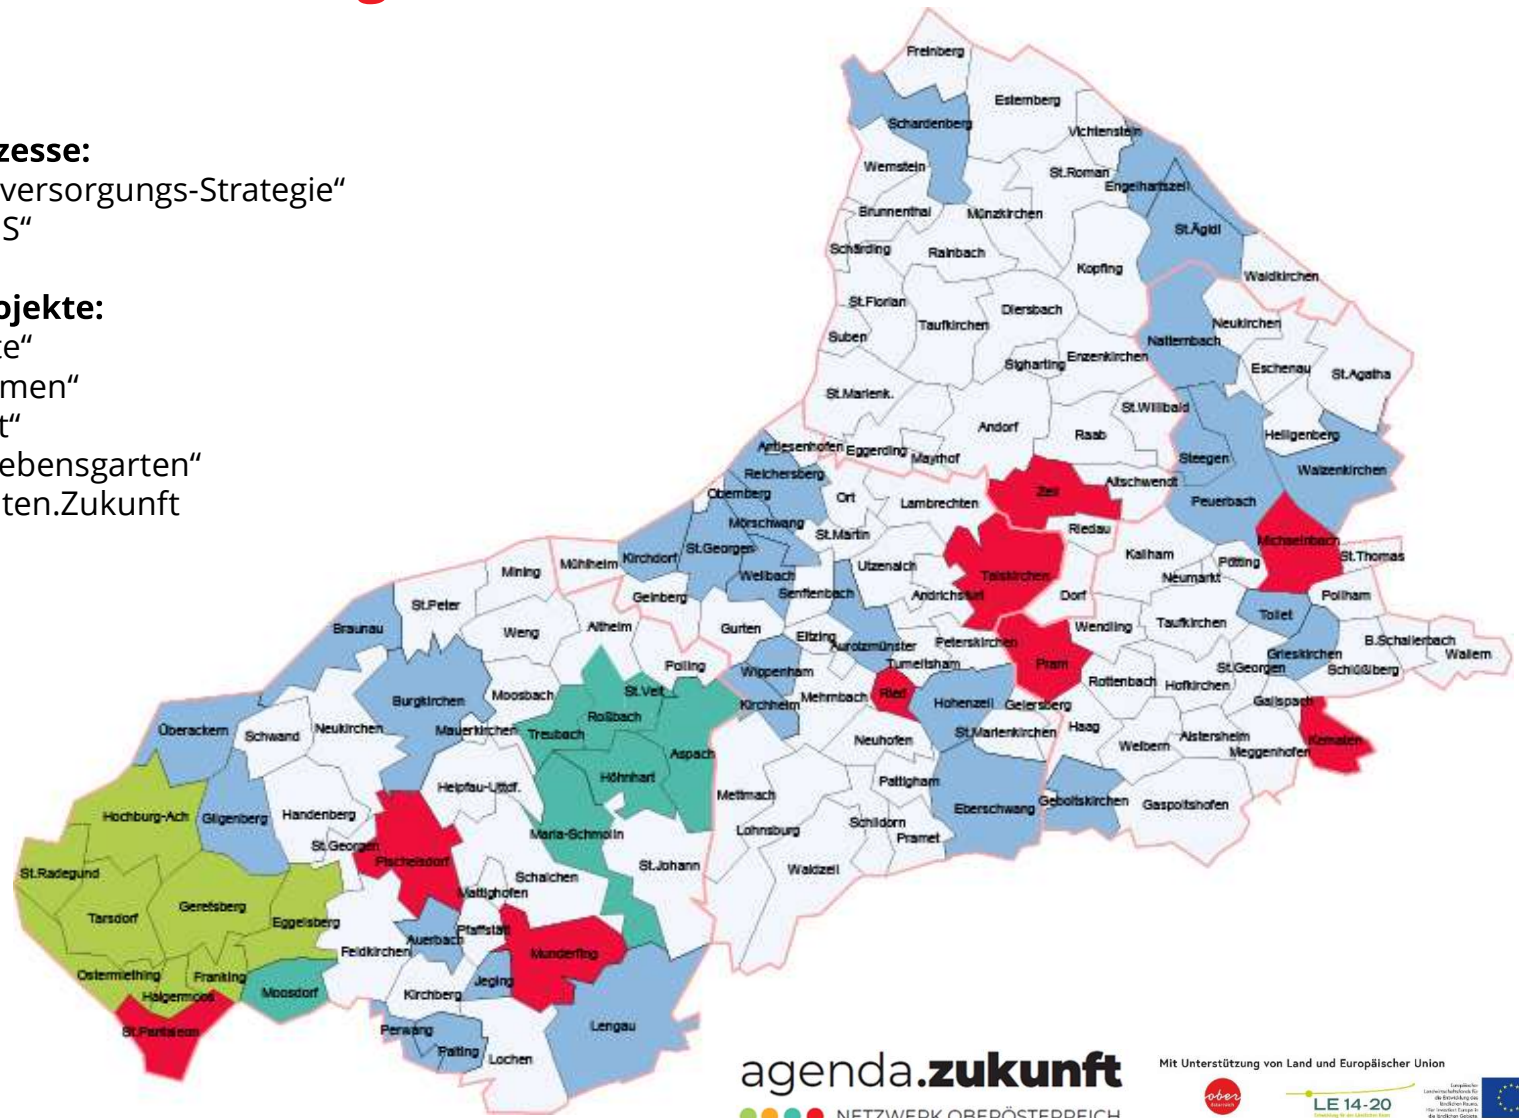 zesse:
versorgungs-Strategie“
S“
ojekte:
te“
men“
t“
ebensgarten“
ten.Zukunft
Freinberg
Esternberg
Schardenberg
Vichtenstein
Wernstein
St.Roman
Engelhartszell
Brunnenthal
Münzkirchen
St.Ägidi
Schärding
Rainbach
Kopfing
Waldkirchen
St.Florian
Diersbach
Taufkirchen
Neukirchen
Suben
Natternbach
Sigharting
Enzenkirchen
Eschenau
St.Agatha
St.Marienk.
St.Willibald
Andorf
Raab
Heiligenberg
Antiesenhofen
Eggerding
Mayrhof
Steegen
Waizenkirchen
Reichersberg
Altschwendt
Obernberg
Ort
Lambrechten
Zell
Peuerbach
Mörschwang
St.Martin
Riedau
Michaelnbach
Kirchdorf
St.Georgen
Kallham
Pötting
St.Thomas
Mühlheim
Mining
Weilbach
Utzenaich
Taiskirchen
Neumarkt
Senftenbach
Andrichsfurt
Dorf
Pollham
Geinberg
St.Peter
Tollet
Braunau
Weng
Altheim
Gurten
Eitzing
Aurolzmünster
Peterskirchen
Wendling
Taufkirchen
B.Schallerbach
Wallern
Grieskirchen
Polling
Wippenham
Tumeltsham
Pram
St.Georgen
Schlüßberg
Burgkirchen
Moosbach
St.Veit
Mehrnbach
Ried
Rottenbach
Hofkirchen
Kirchheim
Hohenzell
Geiersberg
Gallspach
Roßbach
Überackern
Schwand
Neukirchen
Mauerkirchen
Treubach
Neuhofen
St.Marienkirchen
Haag
Aistersheim
Kematen
Aspach
Weibern
Meggenhofen
Höhnhart
Pattigham
Helpfau-Uttdf.
Mettmach
Eberschwang
Geboltskirchen
Gaspoltshofen
Hochburg-Ach
Gilgenberg
Handenberg
Maria-Schmolln
Lohnsburg
Schildorn
Pramet
St.Georgen
Pischelsdorf
St.Johann
Waldzell
St.Radegund
Schalchen
Mattighofen
Geretsberg
Tarsdorf
Eggelsberg
Pfaffstätt
Auerbach
Feldkirchen
Munderfing
Ostermiething
Franking
Jeging
Haigermoos
Moosdorf
Kirchberg
St.Pantaleon
Perwang
Lengau
Palting
Lochen
agenda.zukunft
NETZWERK OBERÖSTERREICH
Mit Unterstützung von Land und Europäischer Union
ober
österreich
LE 14-20